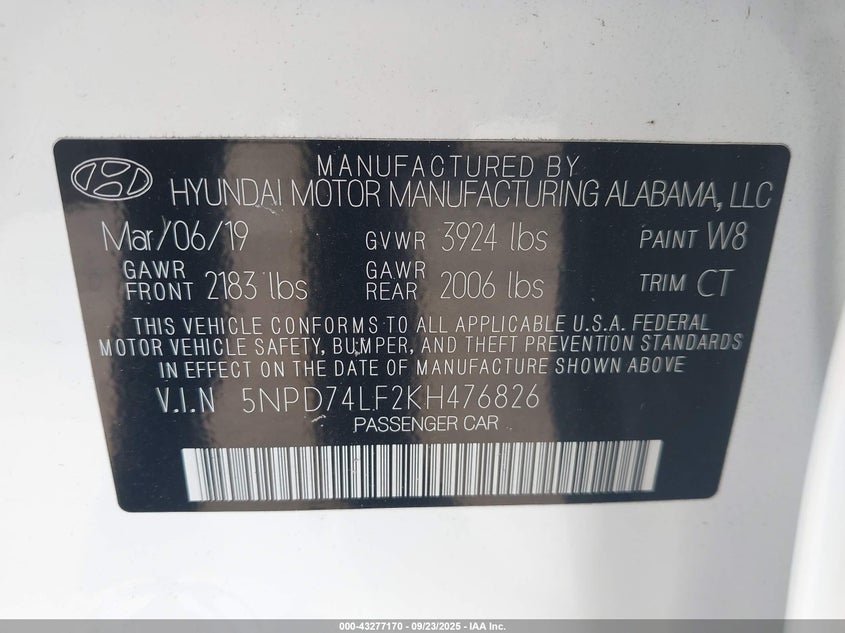 MANUFACTURED BY
HYUNDAI MOTOR MANUFACTURING ALABAMA, LLC
Mar/06/19 GVWR 3924 lbs PAINT W8
GAWR FRONT 2183 lbs GAWR REAR 2006 lbs TRIM CT
THIS VEHICLE CONFORMS TO ALL APPLICABLE U.S.A. FEDERAL
MOTOR VEHICLE SAFETY, BUMPER, AND THEFT PREVENTION STANDARDS
IN EFFECT ON THE DATE OF MANUFACTURE SHOWN ABOVE
V.I.N 5NPD74LF2KH476826
PASSENGER CAR
000-43277170 - 09/23/2025 - IAA Inc.